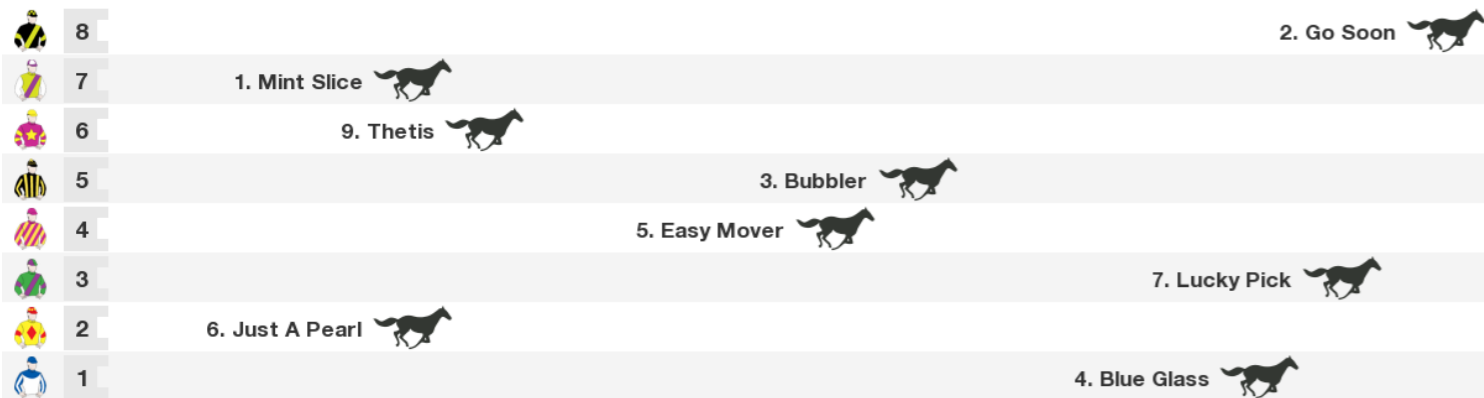 8 2. Go Soon
7 1. Mint Slice
6 9. Thetis
5 3. Bubbler
4 5. Easy Mover
3 7. Lucky Pick
2 6. Just A Pearl
1 4. Blue Glass